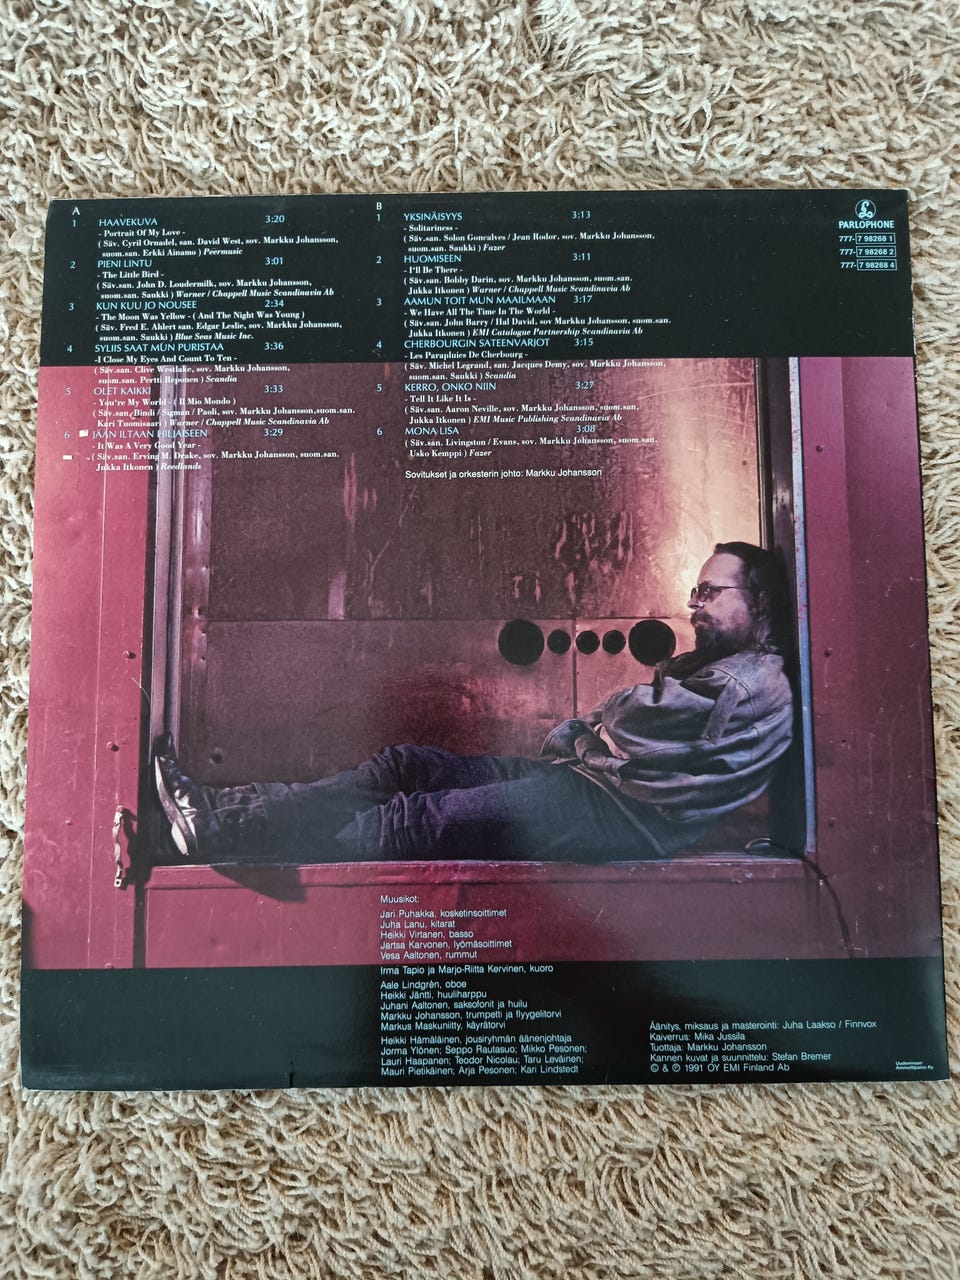 A
1 HAAVEKUVA 3:20
- Portrait Of My Love -
( Säv. Cyril Ornadel, san. David West, sov. Markku Johansson,
suom.san. Erkki Ainamo ) Peermusic
2 PIENI LINTU 3:01
- The Little Bird -
( Säv.san. John D. Loudermilk, sov. Markku Johansson,
suom.san. Saukki ) Warner / Chappell Music Scandinavia Ab
3 KUN KUU JO NOUSEE 2:34
- The Moon Was Yellow - ( And The Night Was Young )
( Säv. Fred E. Ahlert san. Edgar Leslie, sov. Markku Johansson,
suom.san. Saukki ) Blue Seas Music Inc.
4 SYLIIS SAAT MUN PURISTAA 3:36
- I Close My Eyes And Count To Ten -
( Säv.san. Clive Westlake, sov. Markku Johansson,
suom.san. Pertti Reponen ) Scandia
5 OLET KAIKKI 3:33
- You're My World - ( Il Mio Mondo )
( Säv.san. Bindi / Sigman / Paoli, sov. Markku Johansson,suom.san.
Kari Tuomisaari ) Warner / Chappell Music Scandinavia Ab
6 JÄÄN ILTAAN HILJAISEEN 3:29
- It Was A Very Good Year -
( Säv.san. Erving M. Drake, sov. Markku Johansson, suom.san.
Jukka Itkonen ) Reedlands
B
1 YKSINÄISYYS 3:13
- Solitariness -
( Säv.san. Solon Goncalves / Jean Rodor, sov. Markku Johansson,
suom.san. Saukki ) Fazer
2 HUOMISEEN 3:11
- I'll Be There -
( Säv.san. Bobby Darin, sov. Markku Johansson, suom.san.
Jukka Itkonen ) Warner / Chappell Music Scandinavia Ab
3 AAMUN TOIT MUN MAAILMAAN 3:17
- We Have All The Time In The World -
( Säv.san. John Barry / Hal David, sov Markku Johansson, suom.san.
Jukka Itkonen ) EMI Catalogue Partnership Scandinavia Ab
4 CHERBOURGIN SATEENVARJOT 3:15
- Les Parapluies De Cherbourg -
( Säv. Michel Legrand, san. Jacques Demy, sov. Markku Johansson,
suom.san. Saukki ) Scandia
5 KERRO, ONKO NIIN 3:27
- Tell It Like It Is -
( Säv.san. Aaron Neville, sov. Markku Johansson, suom.san.
Jukka Itkonen ) EMI Music Publishing Scandinavia Ab
6 MONA LISA 3:08
( Säv.san. Livingston / Evans, sov. Markku Johansson, suom.san.
Usko Kemppi ) Fazer
Sovitukset ja orkesterin johto: Markku Johansson
PARLOPHONE
777-7 98268 1
777-7 98268 2
777-7 98268 4
Muusikot:
Jari Puhakka, kosketinsoittimet
Juha Lanu, kitarat
Heikki Virtanen, basso
Jartsa Karvonen, lyömäsoittimet
Vesa Aaltonen, rummut
Irma Tapio ja Marjo-Riitta Kervinen, kuoro
Aale Lindgrên, oboe
Heikki Jäntti, huuliharppu
Juhani Aaltonen, saksofonit ja huilu
Markku Johansson, trumpetti ja flyygelitorvi
Markus Maskuniitty, käyrätorvi
Heikki Hämäläinen, jousiryhmän äänenjohtaja
Jorma Ylönen; Seppo Rautasuo; Mikko Pesonen;
Lauri Haapanen; Teodor Nicolau; Taru Leväinen;
Mauri Pietikäinen; Arja Pesonen; Kari Lindstedt
Äänitys, miksaus ja masterointi: Juha Laakso / Finnvox
Kaiverrus: Mika Jussila
Tuottaja: Markku Johansson
Kannen kuvat ja suunnittelu: Stefan Bremer
© & ℗ 1991 OY EMI Finland Ab
Uudenmaan
Ammattipaino Ky